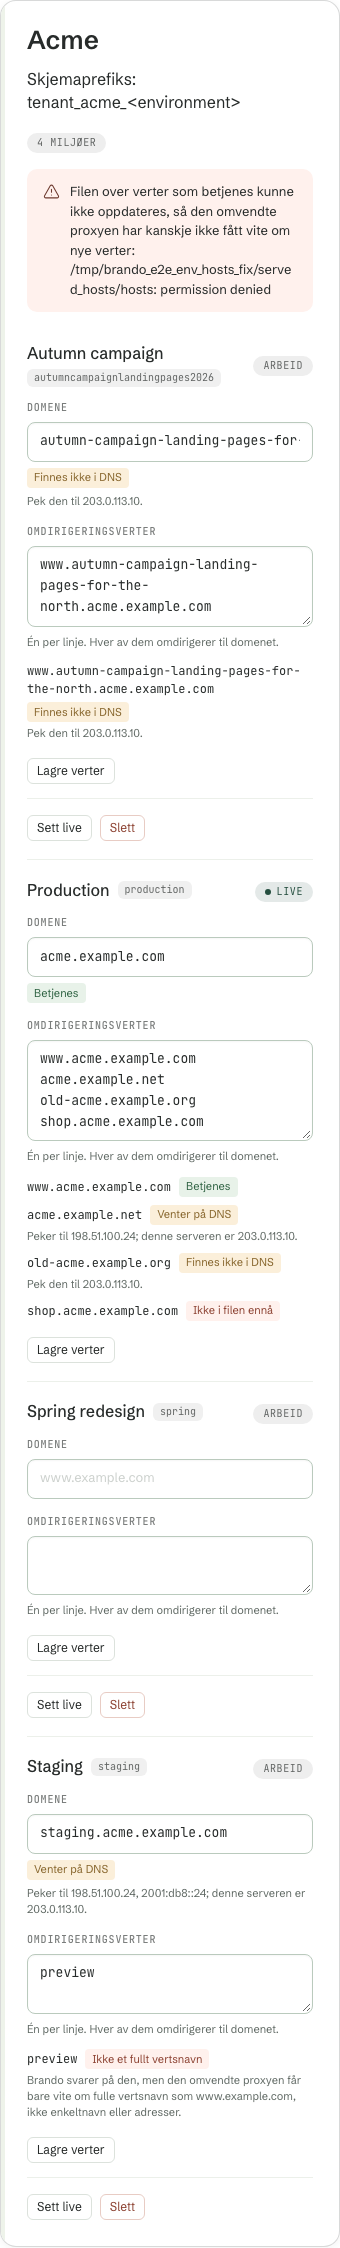 Acme
Skjemaprefiks:
tenant_acme_<environment>
4 MILJØER
Filen over verter som betjenes kunne
ikke oppdateres, så den omvendte
proxyen har kanskje ikke fått vite om
nye verter:
/tmp/brando_e2e_env_hosts_fix/serve
d_hosts/hosts: permission denied
Autumn campaign
ARBEID
autumncampaignlandingpages2026
DOMENE
autumn-campaign-landing-pages-for-
Finnes ikke i DNS
Pek den til 203.0.113.10.
OMDIRIGERINGSVERTER
www.autumn-campaign-landing-
pages-for-the-
north.acme.example.com
Én per linje. Hver av dem omdirigerer til domenet.
www.autumn-campaign-landing-pages-for-
the-north.acme.example.com
Finnes ikke i DNS
Pek den til 203.0.113.10.
Lagre verter
Sett live Slett
Production production LIVE
DOMENE
acme.example.com
Betjenes
OMDIRIGERINGSVERTER
www.acme.example.com
acme.example.net
old-acme.example.org
shop.acme.example.com
Én per linje. Hver av dem omdirigerer til domenet.
www.acme.example.com Betjenes
acme.example.net Venter på DNS
Peker til 198.51.100.24; denne serveren er 203.0.113.10.
old-acme.example.org Finnes ikke i DNS
Pek den til 203.0.113.10.
shop.acme.example.com Ikke i filen ennå
Lagre verter
Spring redesign spring ARBEID
DOMENE
www.example.com
OMDIRIGERINGSVERTER
Én per linje. Hver av dem omdirigerer til domenet.
Lagre verter
Sett live Slett
Staging staging ARBEID
DOMENE
staging.acme.example.com
Venter på DNS
Peker til 198.51.100.24, 2001:db8::24; denne serveren er
203.0.113.10.
OMDIRIGERINGSVERTER
preview
Én per linje. Hver av dem omdirigerer til domenet.
preview Ikke et fullt vertsnavn
Brando svarer på den, men den omvendte proxyen får
bare vite om fulle vertsnavn som www.example.com,
ikke enkeltnavn eller adresser.
Lagre verter
Sett live Slett